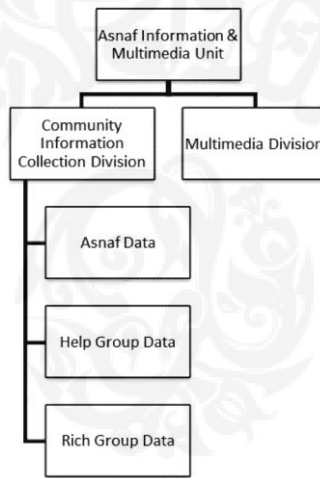 Asnaf Information &
Multimedia Unit
Community
Information
Collection Division
Multimedia Division
Asnaf Data
Help Group Data
Rich Group Data